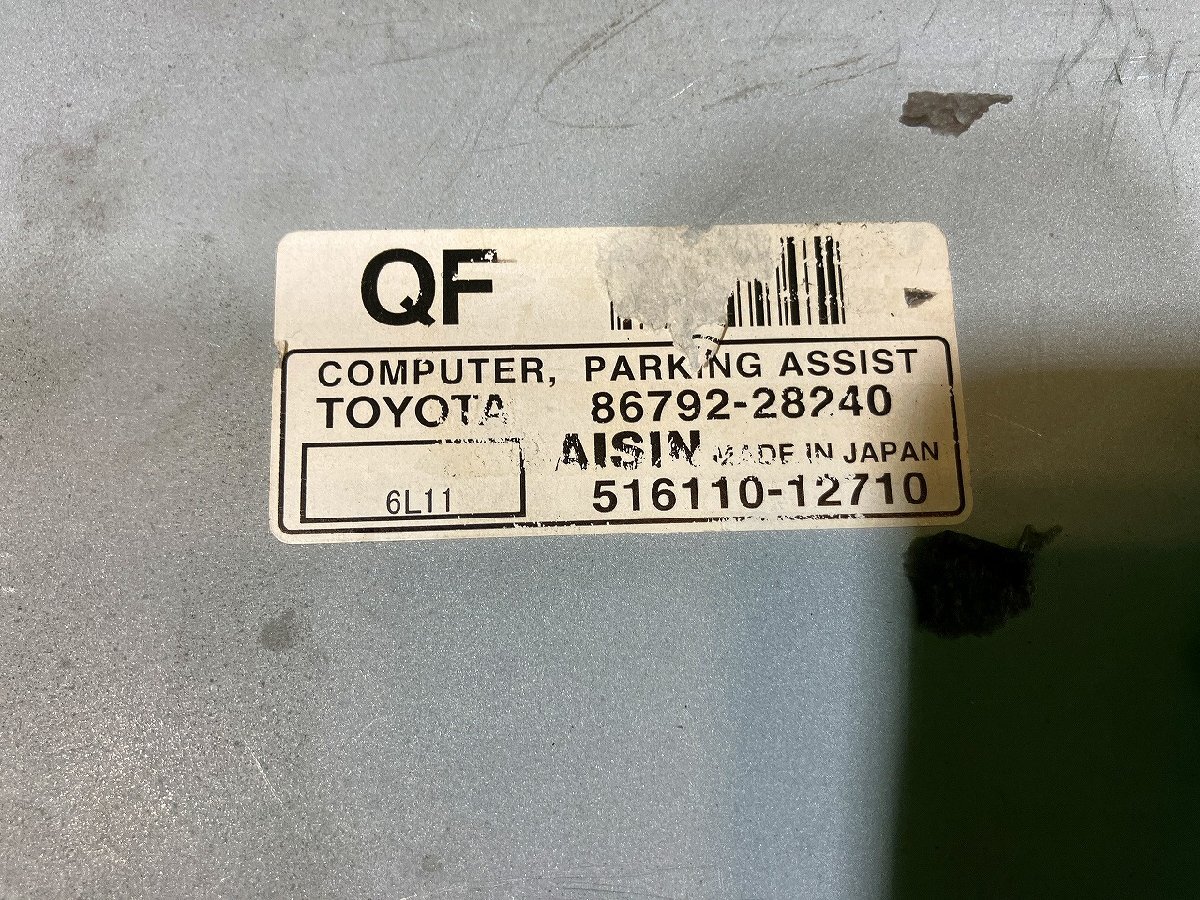 QF
COMPUTER, PARKING ASSIST
TOYOTA 86792-28240
AISIN MADE IN JAPAN
6L11 516110-12710